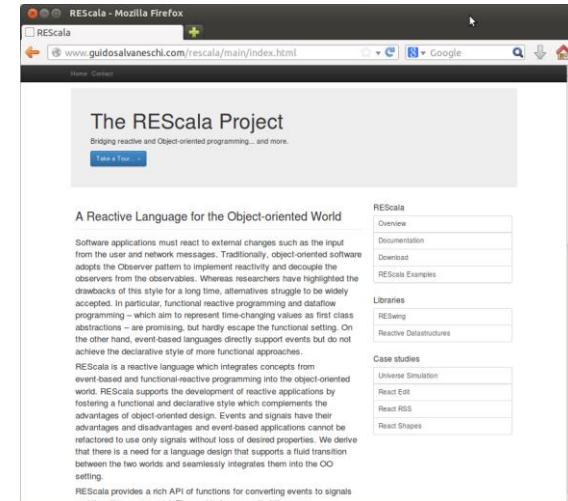 REScala - Mozilla Firefox
REScala
www.guidosalvaneschi.com/rescala/main/index.html
Google
Home Contact
The REScala Project
Bridging reactive and Object-oriented programming... and more.
Take a Tour... »
A Reactive Language for the Object-oriented World
Software applications must react to external changes such as the input
from the user and network messages. Traditionally, object-oriented software
adopts the Observer pattern to implement reactivity and decouple the
observers from the observables. Whereas researchers have highlighted the
drawbacks of this style for a long time, alternatives struggle to be widely
accepted. In particular, functional reactive programming and dataflow
programming – which aim to represent time-changing values as first class
abstractions – are promising, but hardly escape the functional setting. On
the other hand, event-based languages directly support events but do not
achieve the declarative style of more functional approaches.
REScala is a reactive language which integrates concepts from
event-based and functional-reactive programming into the object-oriented
world. REScala supports the development of reactive applications by
fostering a functional and declarative style which complements the
advantages of object-oriented design. Events and signals have their
advantages and disadvantages and event-based applications cannot be
refactored to use only signals without loss of desired properties. We derive
that there is a need for a language design that supports a fluid transition
between the two worlds and seamlessly integrates them into the OO
setting.
REScala provides a rich API of functions for converting events to signals
REScala
Overview
Documentation
Download
REScala Examples
Libraries
RESwing
Reactive Datastructures
Case studies
Universe Simulation
React Edit
React RSS
React Shapes